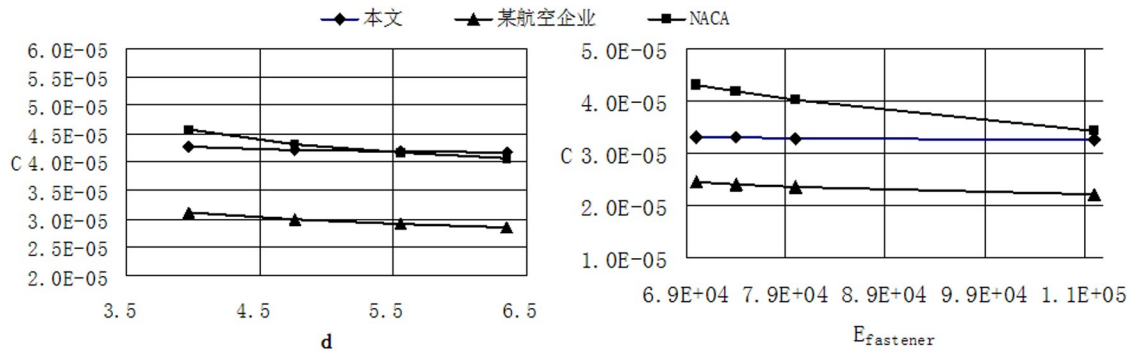 本文 某航空企业 NACA
6.0E-05
5.5E-05
5.0E-05
4.5E-05
C 4.0E-05
3.5E-05
3.0E-05
2.5E-05
2.0E-05
3.5 4.5 5.5 6.5
d
5.0E-05
4.0E-05
C 3.0E-05
2.0E-05
1.0E-05
6.9E+04 7.9E+04 8.9E+04 9.9E+04 1.1E+05
Efastener